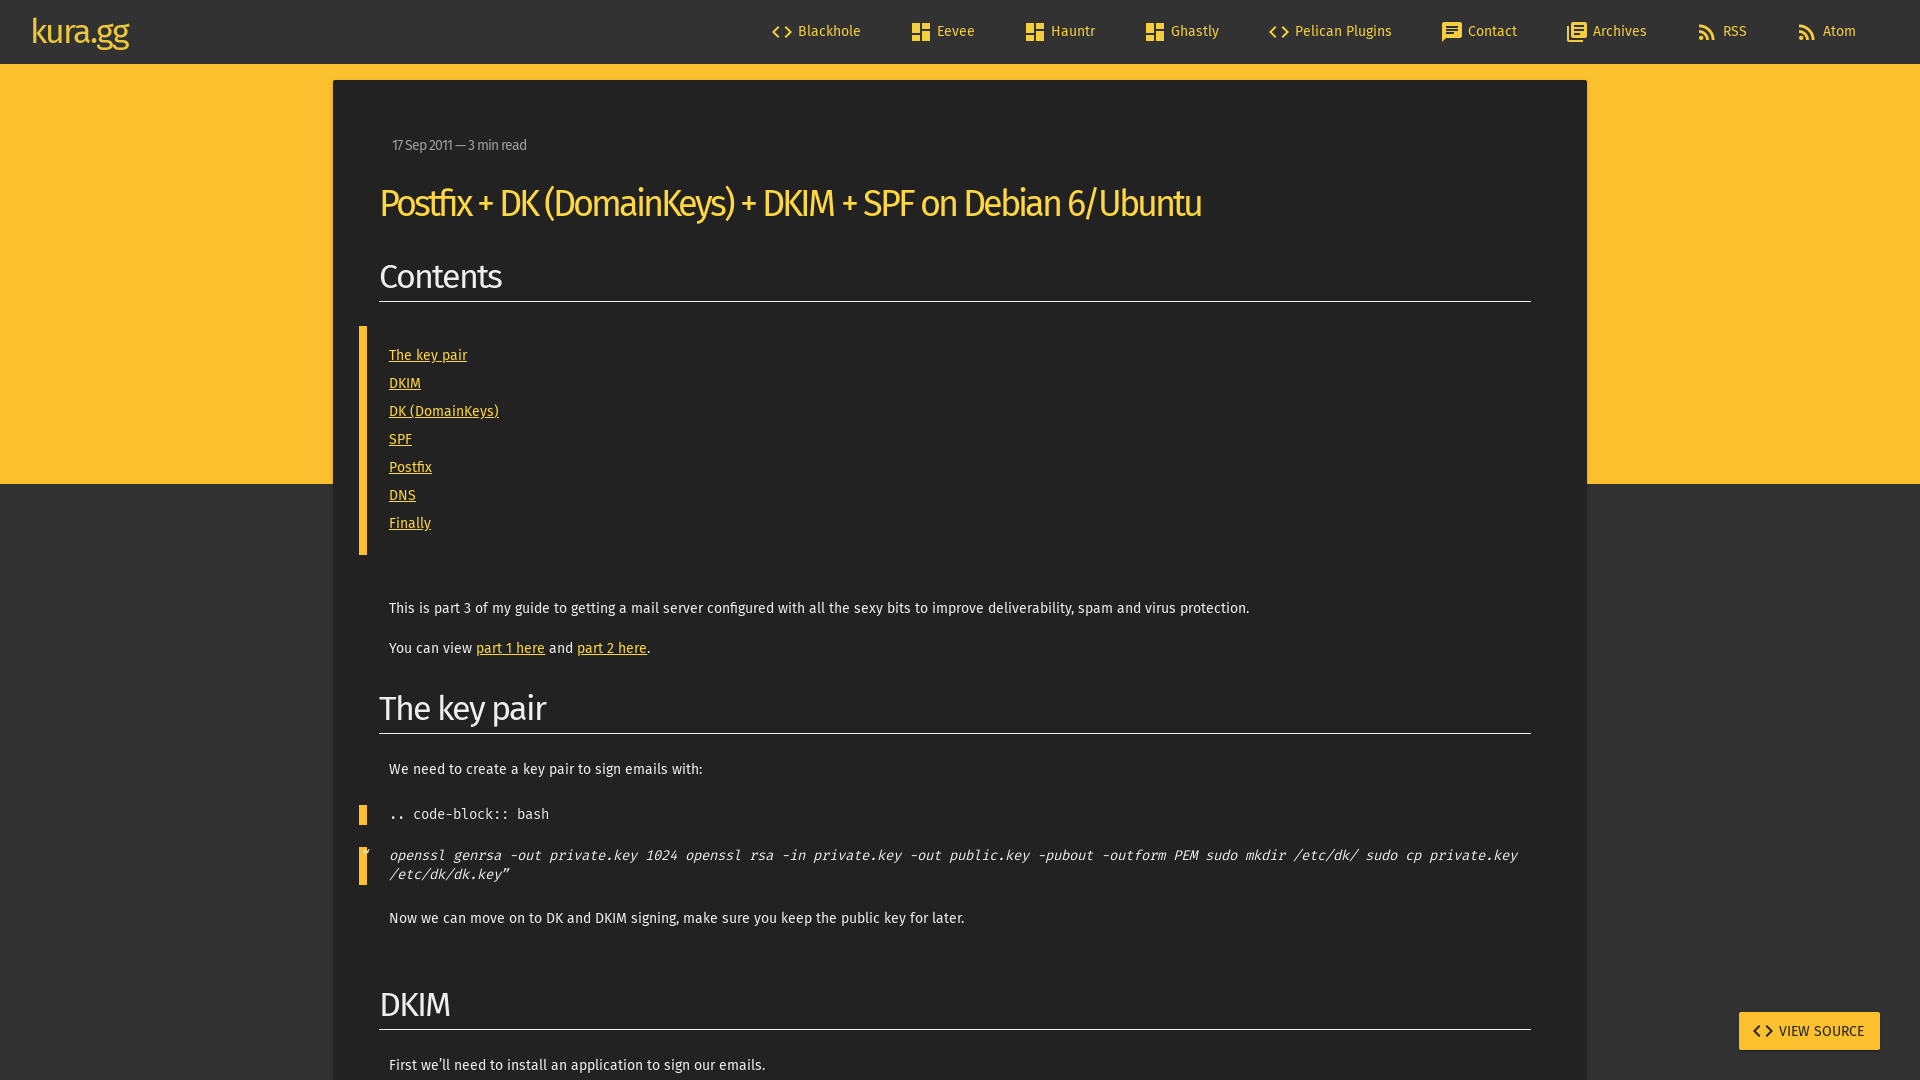 kura.gg
Blackhole
Eevee
Hauntr
Ghastly
Pelican Plugins
Contact
Archives
RSS
Atom
17 Sep 2011 — 3 min read
Postfix + DK (DomainKeys) + DKIM + SPF on Debian 6/Ubuntu
Contents
The key pair
DKIM
DK (DomainKeys)
SPF
Postfix
DNS
Finally
This is part 3 of my guide to getting a mail server configured with all the sexy bits to improve deliverability, spam and virus protection.
You can view part 1 here and part 2 here.
The key pair
We need to create a key pair to sign emails with:
.. code-block:: bash
openssl genrsa -out private.key 1024 openssl rsa -in private.key -out public.key -pubout -outform PEM sudo mkdir /etc/dk/ sudo cp private.key
/etc/dk/dk.key”
Now we can move on to DK and DKIM signing, make sure you keep the public key for later.
DKIM
First we’ll need to install an application to sign our emails.
VIEW SOURCE